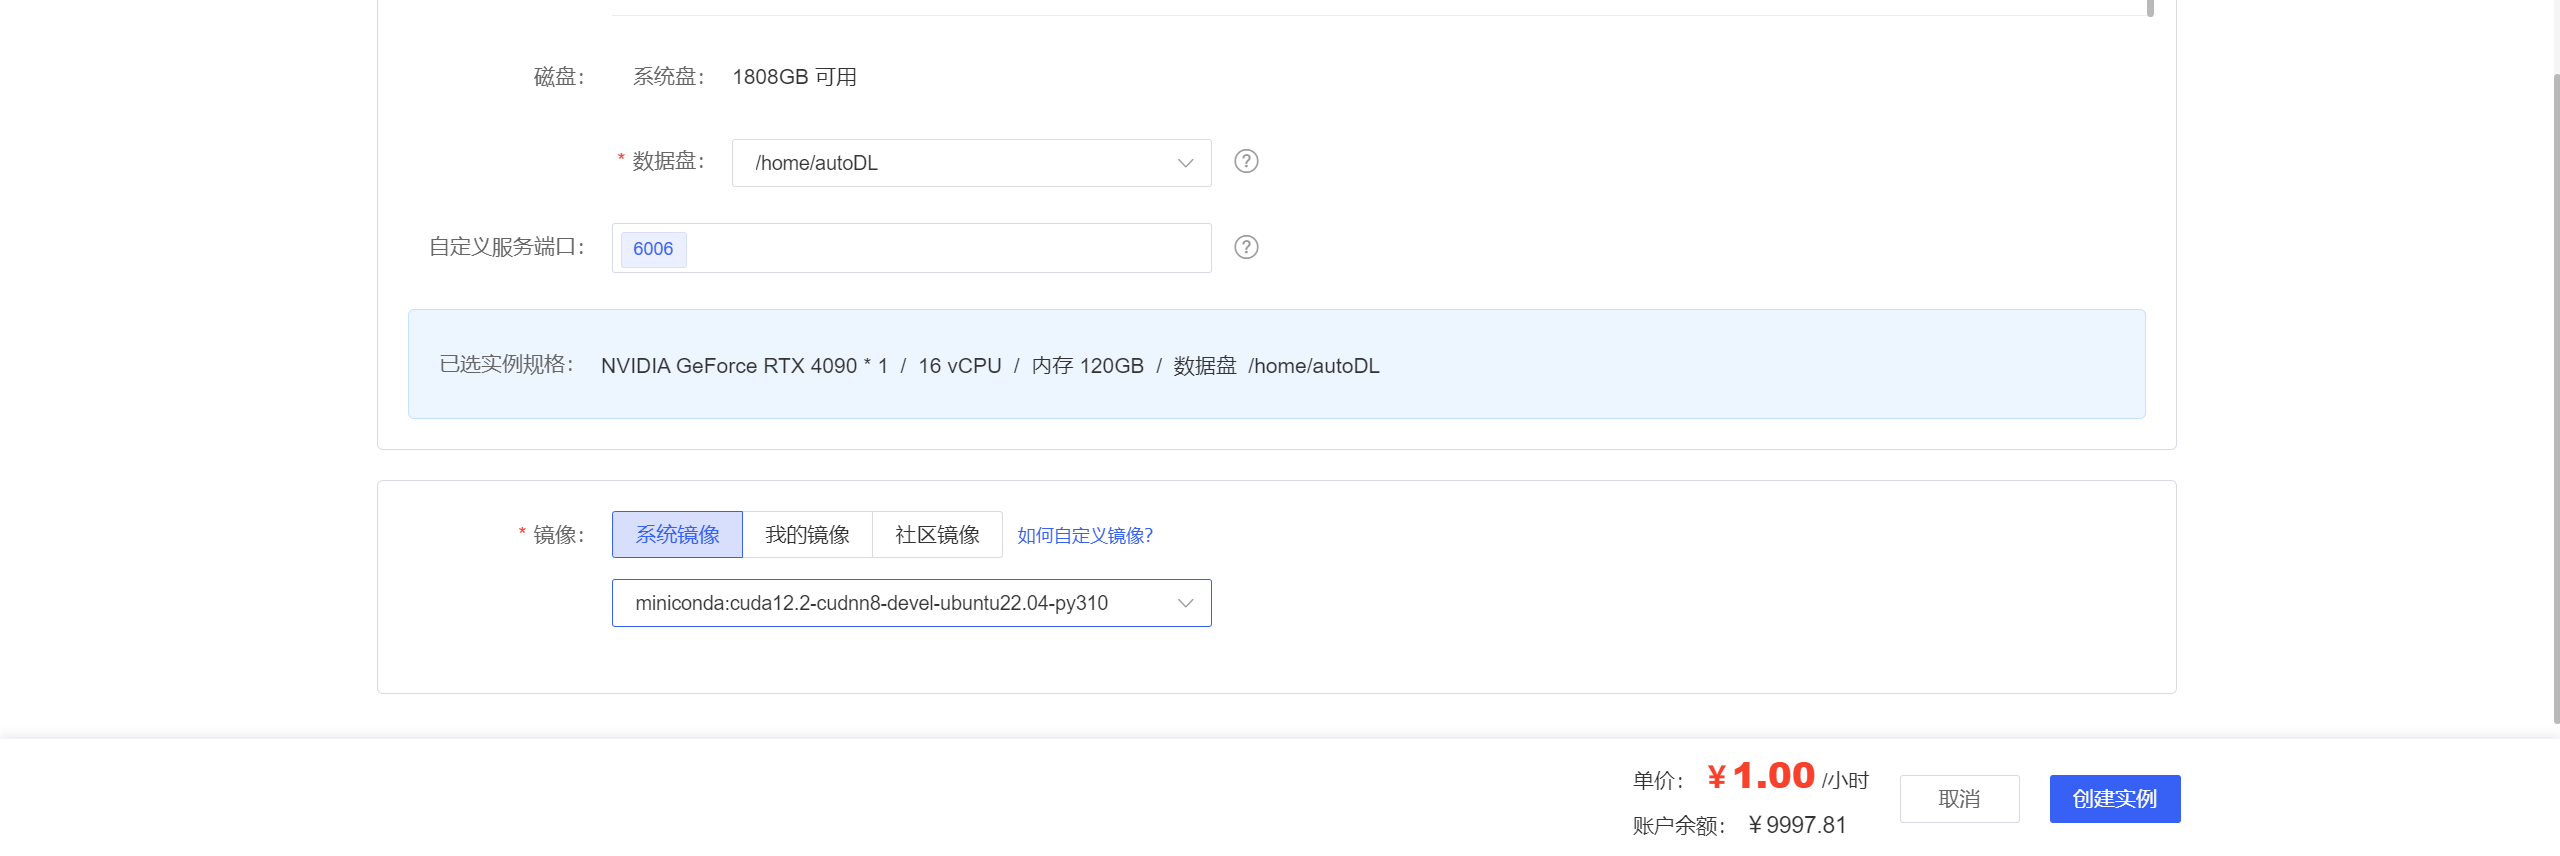 磁盘： 系统盘： 1808GB 可用
* 数据盘： /home/autoDL
自定义服务端口： 6006
已选实例规格： NVIDIA GeForce RTX 4090 * 1 / 16 vCPU / 内存 120GB / 数据盘 /home/autoDL
* 镜像： 系统镜像 我的镜像 社区镜像 如何自定义镜像?
miniconda:cuda12.2-cudnn8-devel-ubuntu22.04-py310
单价： ¥1.00 /小时
取消 创建实例
账户余额： ¥9997.81